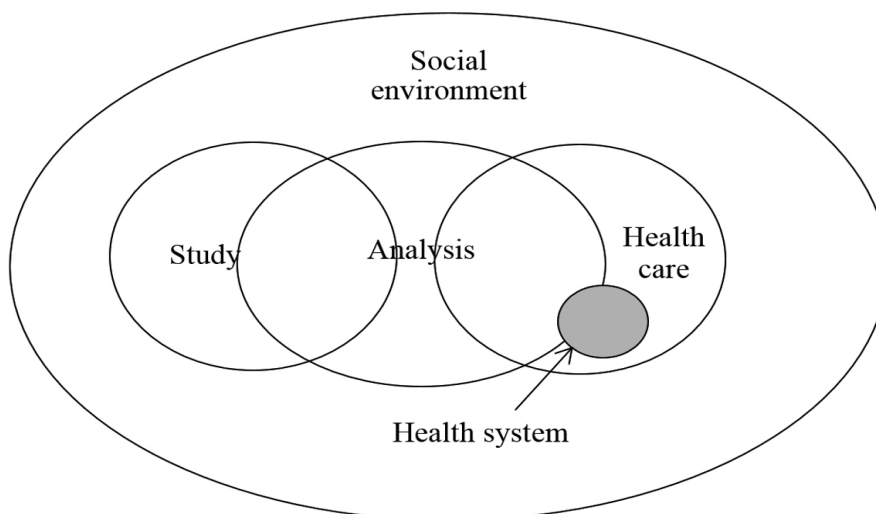 Social
environment
Study
Analysis
Health
care
Health system